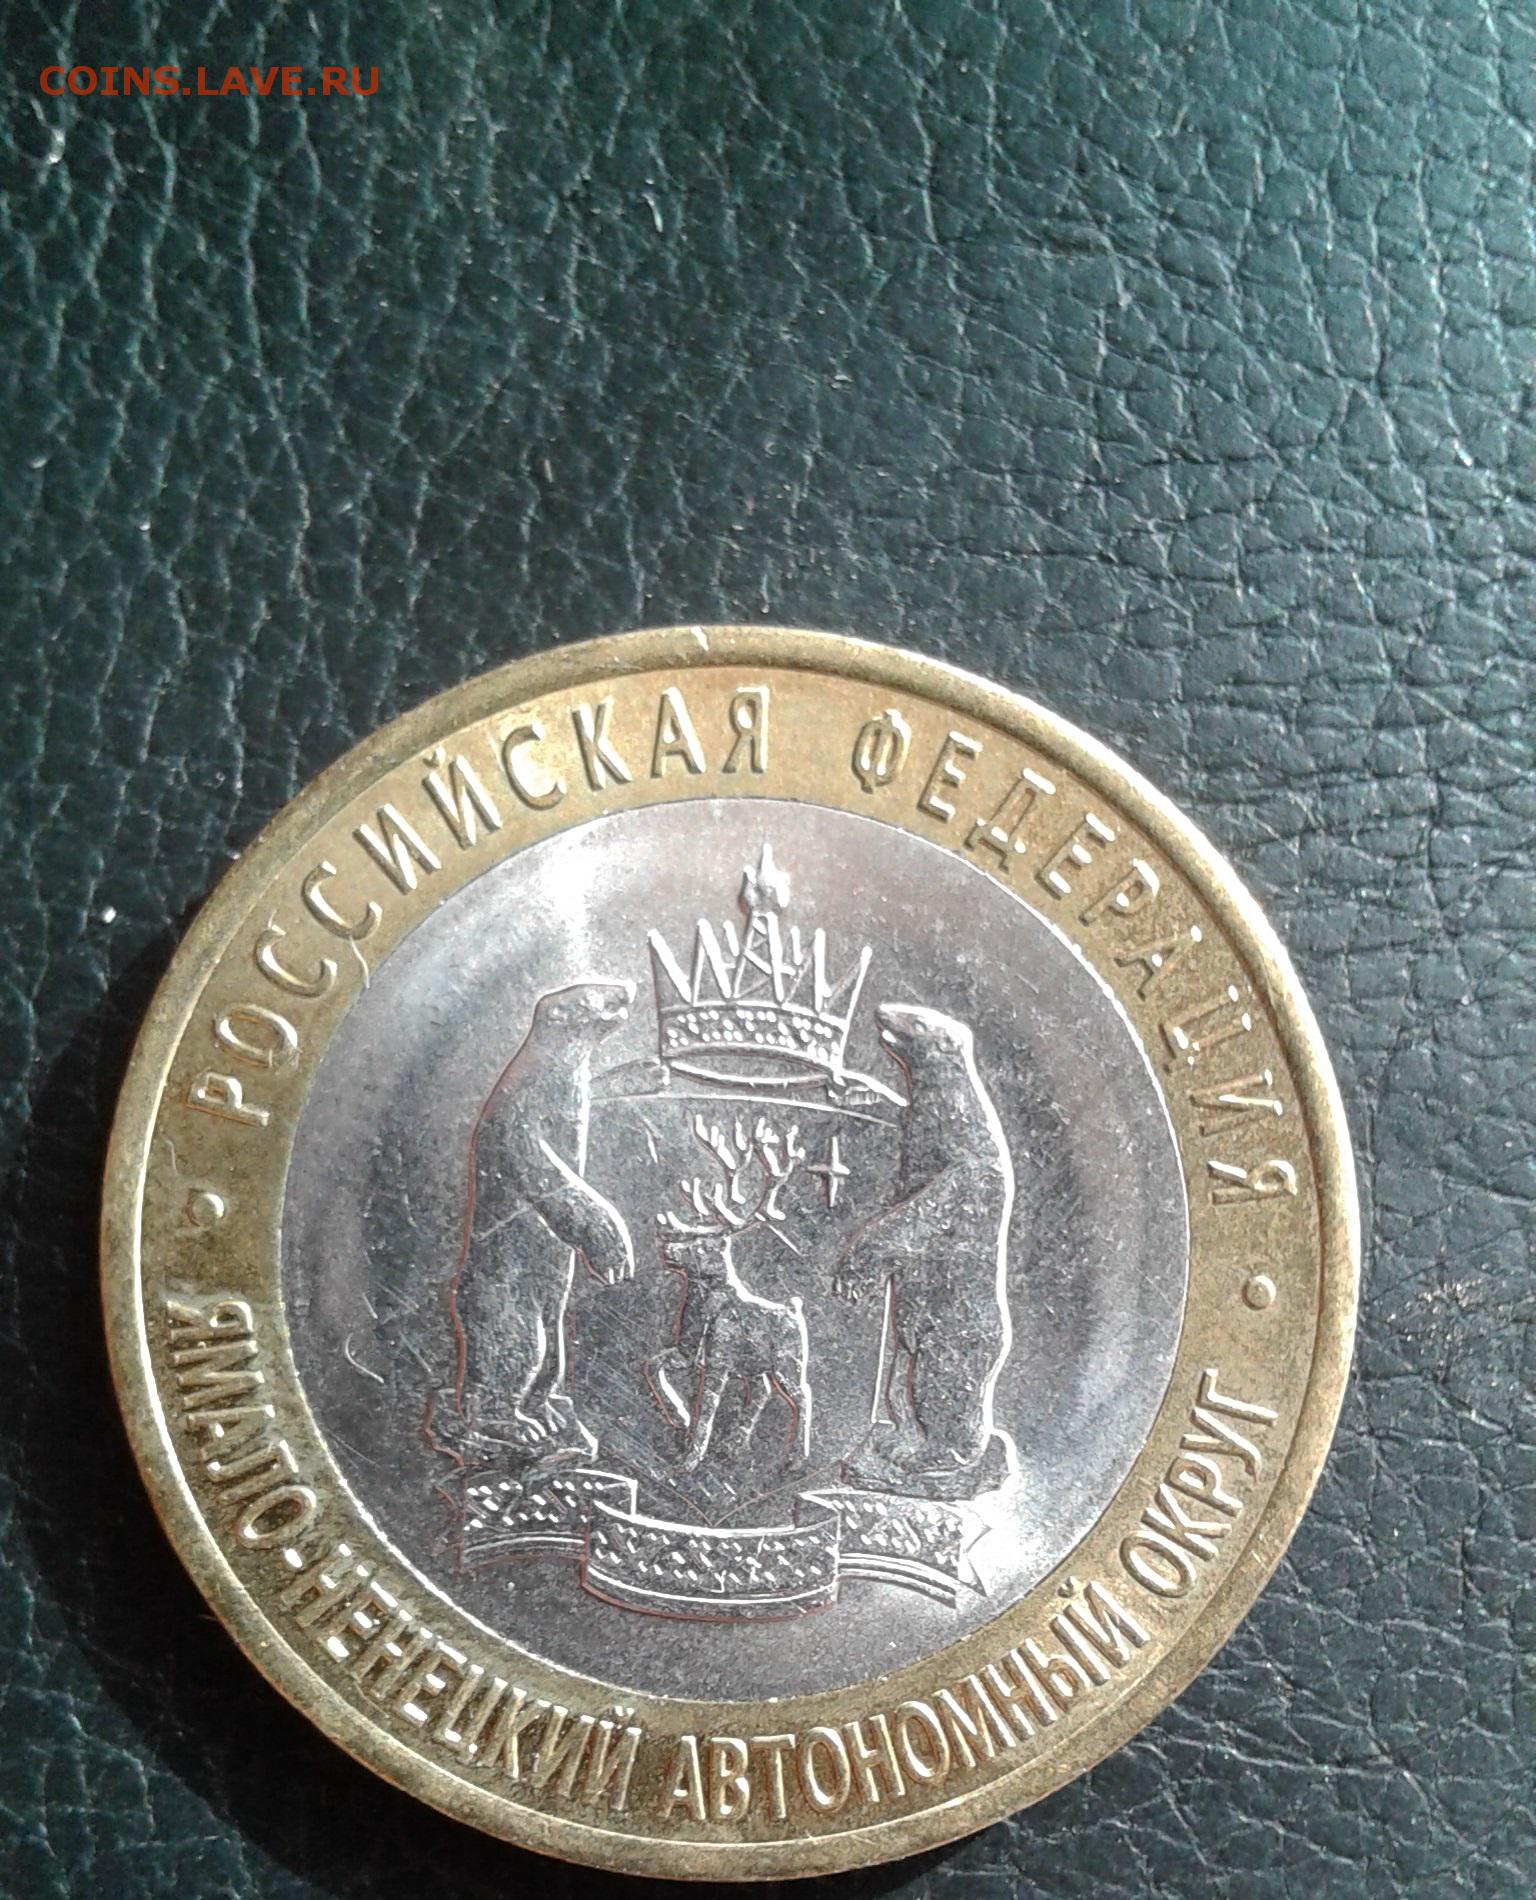 COINS.LAVE.RU
РОССИЙСКАЯ ФЕДЕРАЦИЯ
ЯМАЛО-НЕНЕЦКИЙ АВТОНОМНЫЙ ОКРУГ